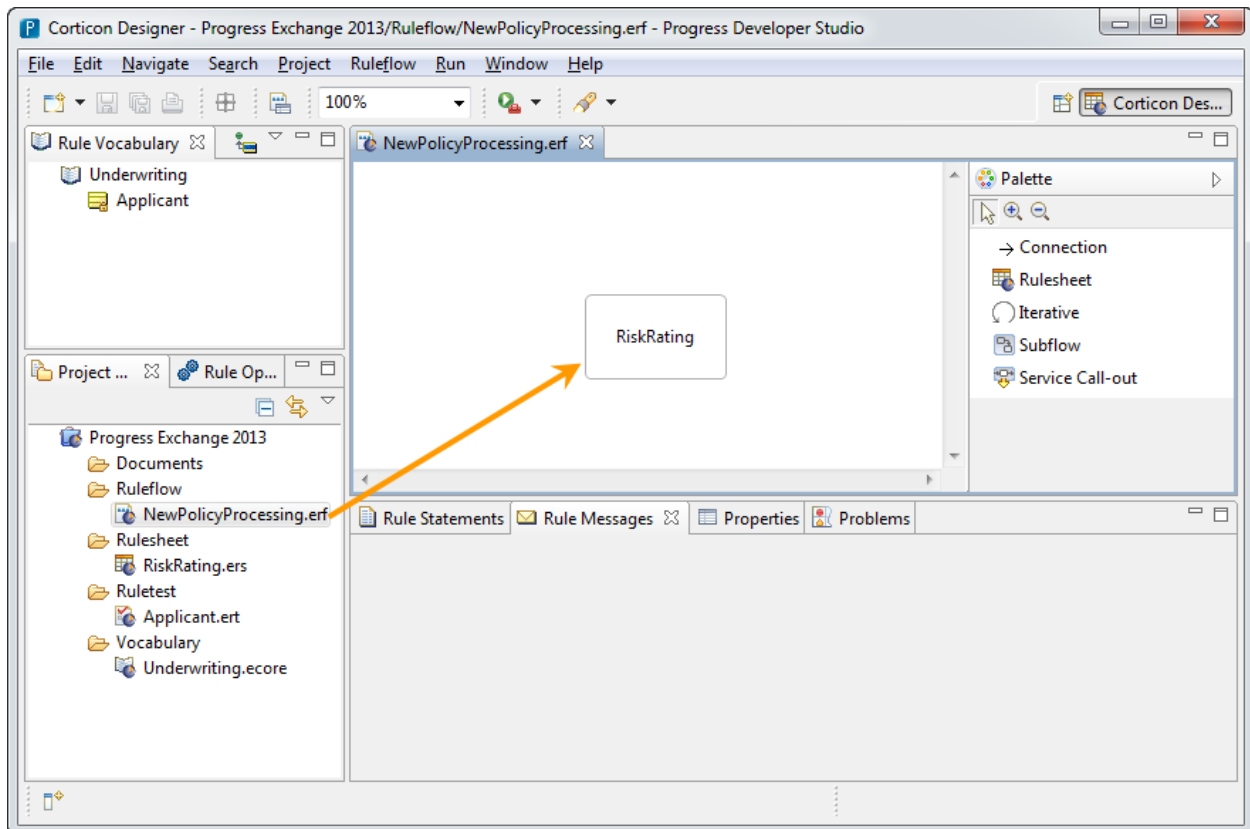 Corticon Designer - Progress Exchange 2013/Ruleflow/NewPolicyProcessing.erf - Progress Developer Studio
File Edit Navigate Search Project Ruleflow Run Window Help
100%
Corticon Des...
Rule Vocabulary
Underwriting
Applicant
NewPolicyProcessing.erf
RiskRating
Palette
Connection
Rulesheet
Iterative
Subflow
Service Call-out
Project ...
Rule Op...
Progress Exchange 2013
Documents
Ruleflow
NewPolicyProcessing.erf
Rulesheet
RiskRating.ers
Ruletest
Applicant.ert
Vocabulary
Underwriting.ecore
Rule Statements
Rule Messages
Properties
Problems